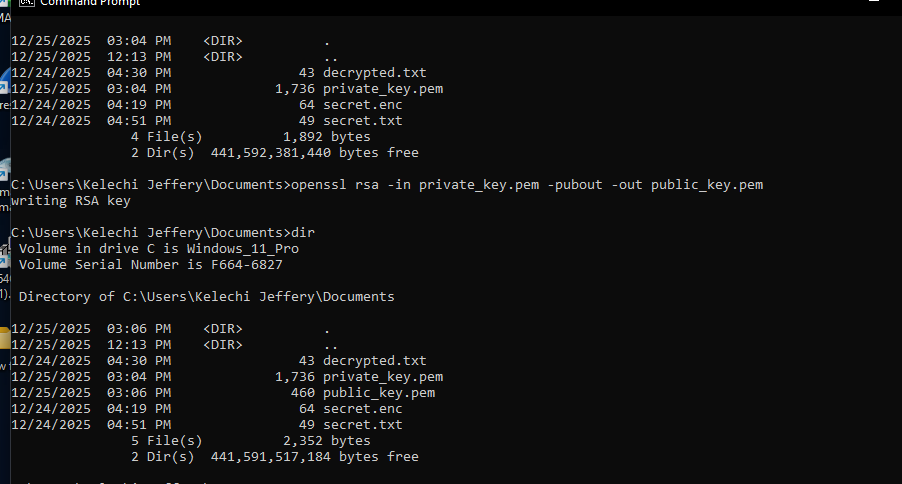 Command Prompt
12/25/2025  03:04 PM    <DIR>          .
12/25/2025  12:13 PM    <DIR>          ..
12/24/2025  04:30 PM                43 decrypted.txt
12/25/2025  03:04 PM             1,736 private_key.pem
12/24/2025  04:19 PM                64 secret.enc
12/24/2025  04:51 PM                49 secret.txt
               4 File(s)          1,892 bytes
               2 Dir(s)  441,592,381,440 bytes free
C:\Users\Kelechi Jeffery\Documents>openssl rsa -in private_key.pem -pubout -out public_key.pem
writing RSA key
C:\Users\Kelechi Jeffery\Documents>dir
 Volume in drive C is Windows_11_Pro
 Volume Serial Number is F664-6827
 Directory of C:\Users\Kelechi Jeffery\Documents
12/25/2025  03:06 PM    <DIR>          .
12/25/2025  12:13 PM    <DIR>          ..
12/24/2025  04:30 PM                43 decrypted.txt
12/25/2025  03:04 PM             1,736 private_key.pem
12/25/2025  03:06 PM               460 public_key.pem
12/24/2025  04:19 PM                64 secret.enc
12/24/2025  04:51 PM                49 secret.txt
               5 File(s)          2,352 bytes
               2 Dir(s)  441,591,517,184 bytes free